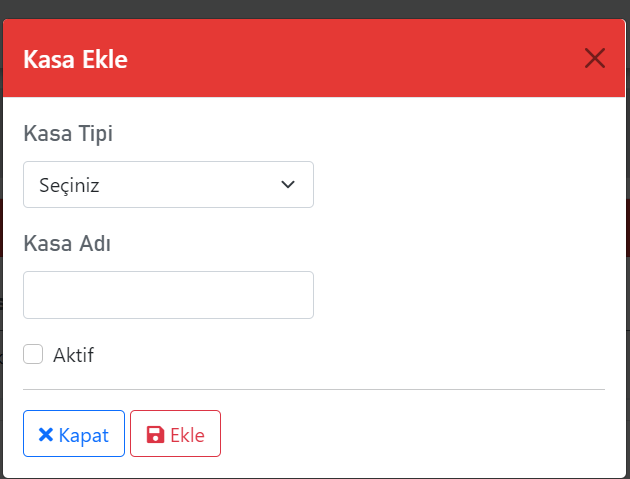 Kasa Ekle
Kasa Tipi
Seçiniz
Kasa Adı
Aktif
Kapat Ekle